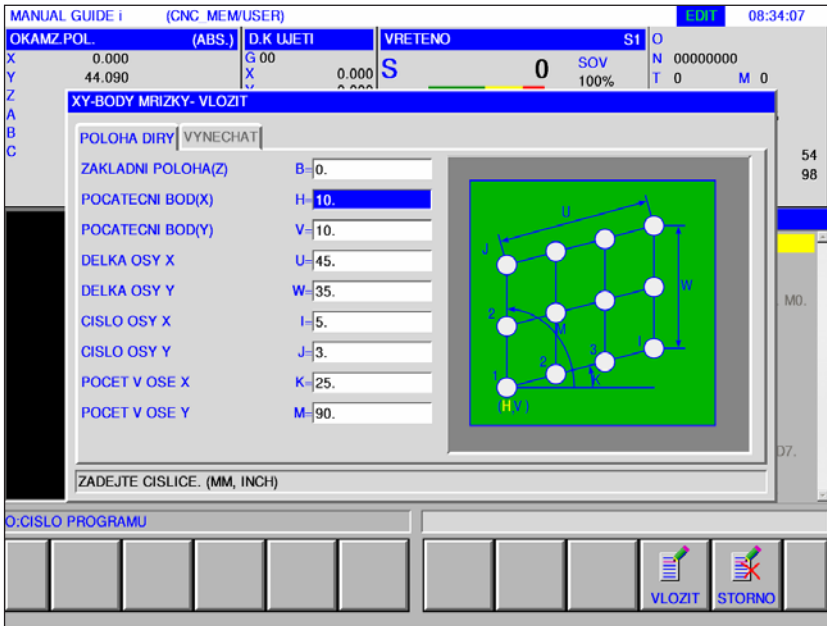 MANUAL GUIDE i (CNC_MEM/USER) EDIT 08:34:07
OKAMZ.POL. (ABS.) D.K UJETI VRETENO S1 O
X 0.000 G 00 S 0 SOV N 00000000
Y 44.090 X 0.000 100% T 0 M 0
Z
A
B
C
54
98
XY-BODY MRIZKY- VLOZIT
POLOHA DIRY VYNECHAT
ZAKLADNI POLOHA(Z) B=0.
POCATECNI BOD(X) H=10.
POCATECNI BOD(Y) V=10.
DELKA OSY X U=45.
DELKA OSY Y W=35.
CISLO OSY X I=5.
CISLO OSY Y J=3.
POCET V OSE X K=25.
POCET V OSE Y M=90.
U
J
W
2
M
1 2 3 I
K
(H,V)
M0.
07.
ZADEJTE CISLICE. (MM, INCH)
O:CISLO PROGRAMU
VLOZIT STORNO